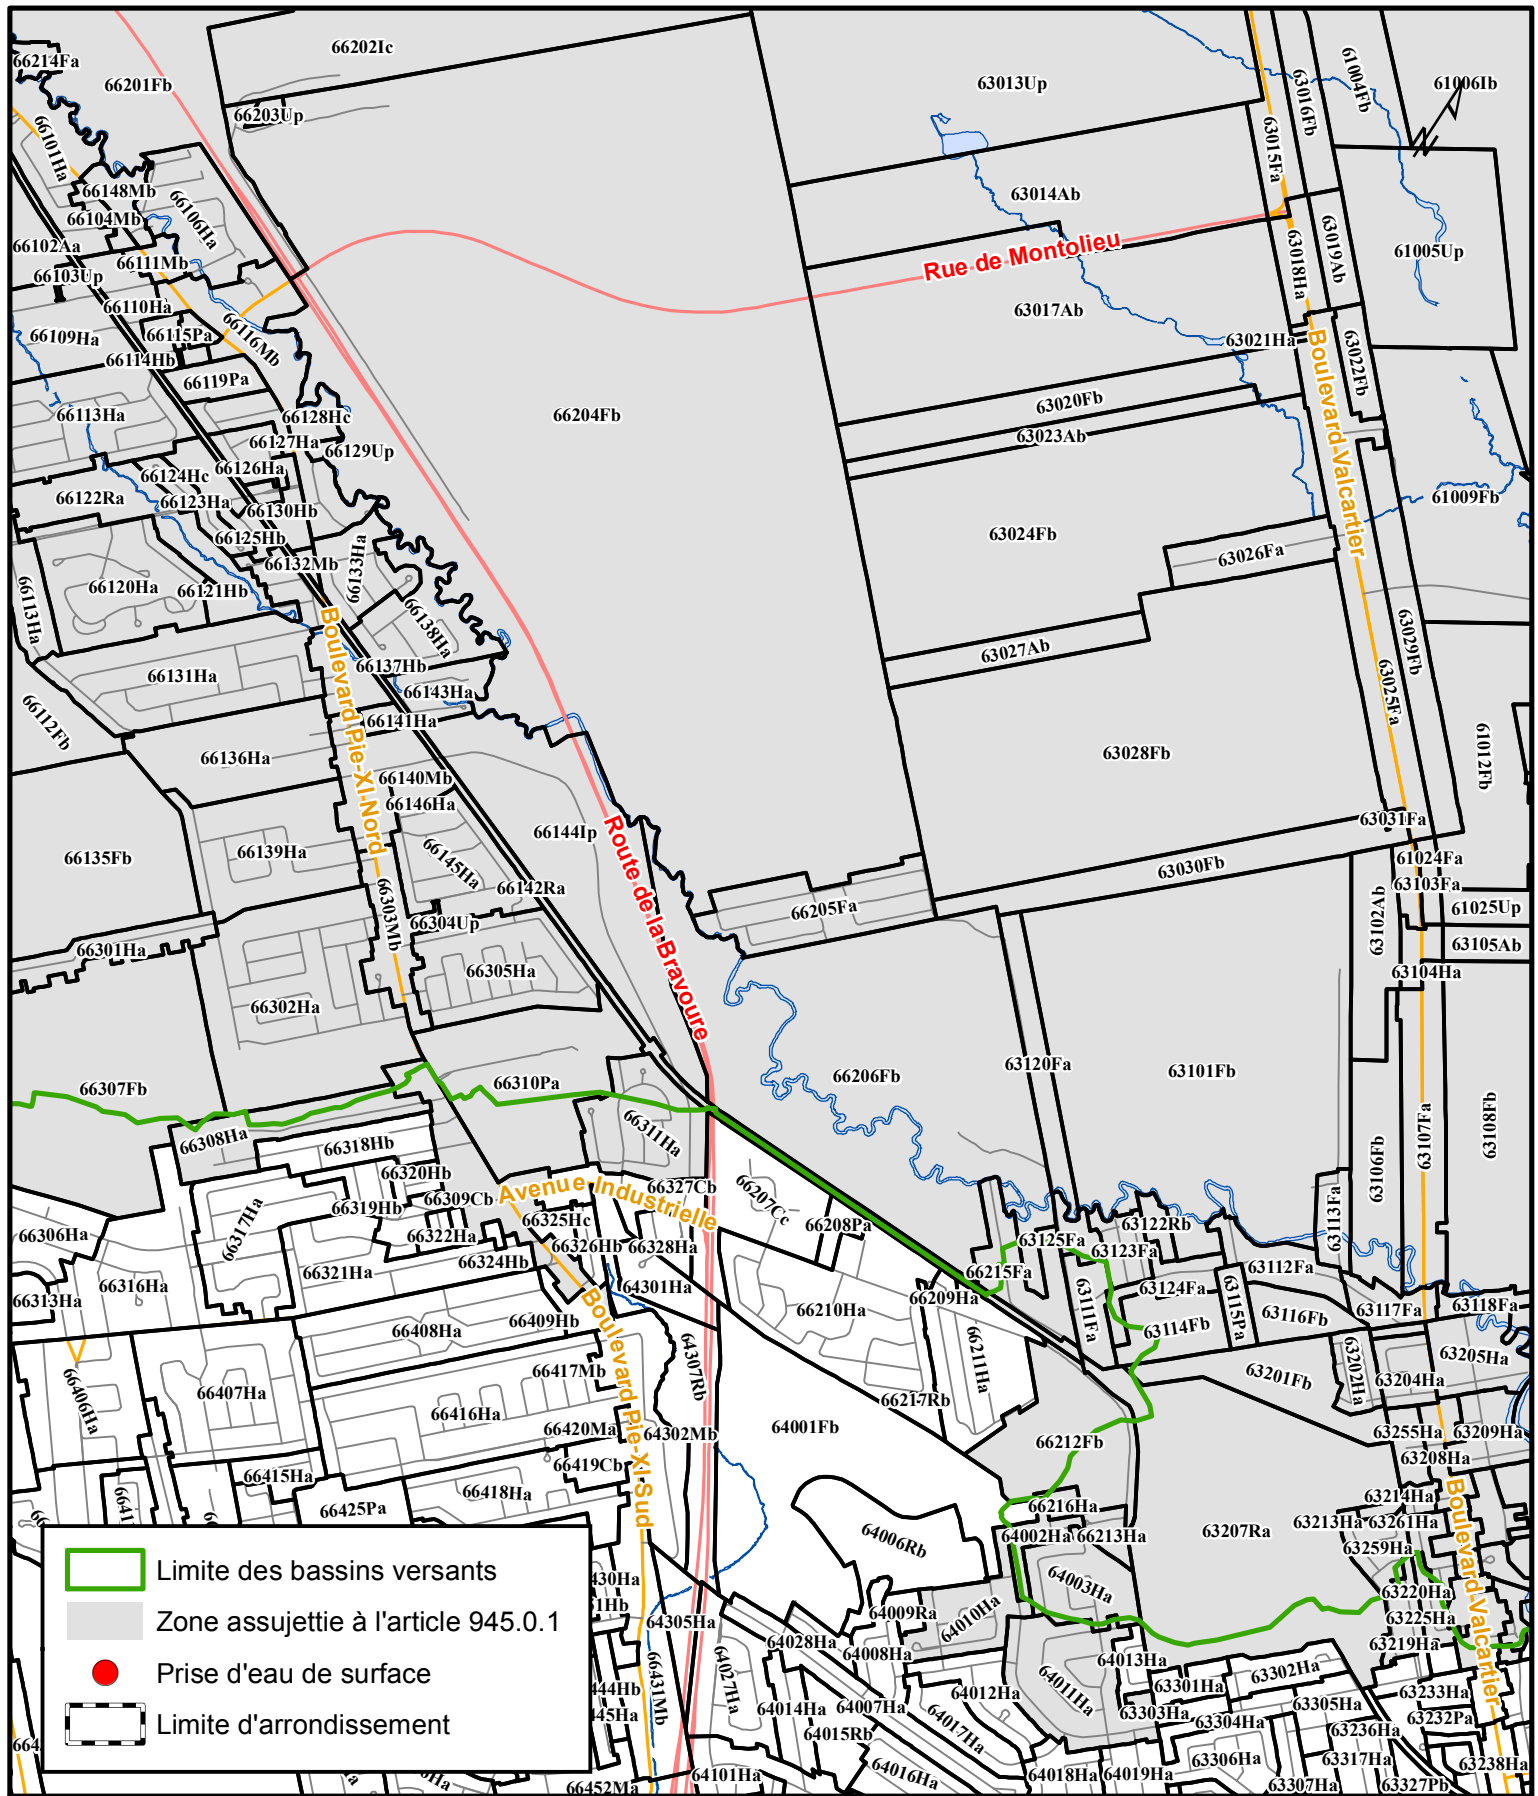 66202Ic
66214Fa
66201Fb
63013Up
61004Fb
61006Ib
63016Fb
66203Up
66101Ha
63015Fa
66148Mb
66106Ha
63014Ab
66104Mb
66102Aa
63019Ab
61005Up
Rue de Montolieu
66111Mb
63018Ha
66103Up
66110Ha
63017Ab
66109Ha
66115Pa
66116Mb
63021Ha
66114Hb
63022Fb
66119Pa
Boulevard Valcartier
63020Fb
66113Ha
66128Hc
66204Fb
63023Ab
66127Ha
66129Up
66126Ha
66124Hc
66122Ra
66123Ha
61009Fb
66130Hb
63024Fb
66125Hb
63026Fa
66132Mb
66133Ha
66120Ha
66121Hb
66113Ha
66138Ha
63029Fb
63027Ab
66137Hb
66131Ha
66143Ha
63025Fa
66141Ha
66112Fb
Boulevard Pie-XI Nord
66136Ha
63028Fb
61012Fb
66140Mb
66146Ha
63031Fa
66144Ip
Route de la Bravoure
66139Ha
66135Fb
61024Fa
66145Ha
63030Fb
66142Ra
63103Fa
66205Fa
61025Up
66303Mb
66304Up
63102Ab
66301Ha
63105Ab
66305Ha
63104Ha
66302Ha
63120Fa
63101Fb
66206Fb
66307Fb
66310Pa
63107Fa
63108Fb
66308Ha
66311Ha
66318Hb
63106Fb
66320Hb
66327Cb
66207Cc
66309Cb
Avenue Industrielle
66319Hb
63113Fa
66317Ha
66325Hc
66208Pa
63122Rb
66306Ha
66322Ha
63125Fa
63123Fa
66326Hb
66328Ha
66324Hb
63112Fa
66321Ha
66215Fa
66316Ha
64301Ha
63124Fa
66313Ha
66209Ha
66210Ha
63111Fa
63115Pa
63116Fb
63117Fa
63118Fa
66409Hb
66408Ha
63114Fb
Boulevard Pie-XI Sud
64307Rb
66211Ha
63205Ha
66417Mb
63201Fb
63202Ha
63204Ha
66407Ha
66406Ha
66217Rb
66416Ha
66420Ma
64302Mb
64001Fb
63255Ha
63209Ha
66212Fb
63208Ha
66419Cb
66415Ha
66418Ha
63214Ha
66216Ha
66425Pa
63213Ha
63261Ha
63207Ra
64002Ha
66213Ha
64006Rb
63259Ha
Boulevard Valcartier
Limite des bassins versants
430Ha
64003Ha
63220Ha
Zone assujettie à l'article 945.0.1
64009Ra
64010Ha
63225Ha
64305Ha
64028Ha
63219Ha
64008Ha
64013Ha
Prise d'eau de surface
66431Mb
64027Ha
64011Ha
63302Ha
63301Ha
63233Ha
64012Ha
444Hb
64014Ha
64007Ha
63305Ha
63303Ha
445Ha
63232Pa
Limite d'arrondissement
64017Ha
63304Ha
63236Ha
64015Rb
63306Ha
63317Ha
63238Ha
64101Ha
64016Ha
64018Ha
64019Ha
66452Ma
63307Ha
63327Pb